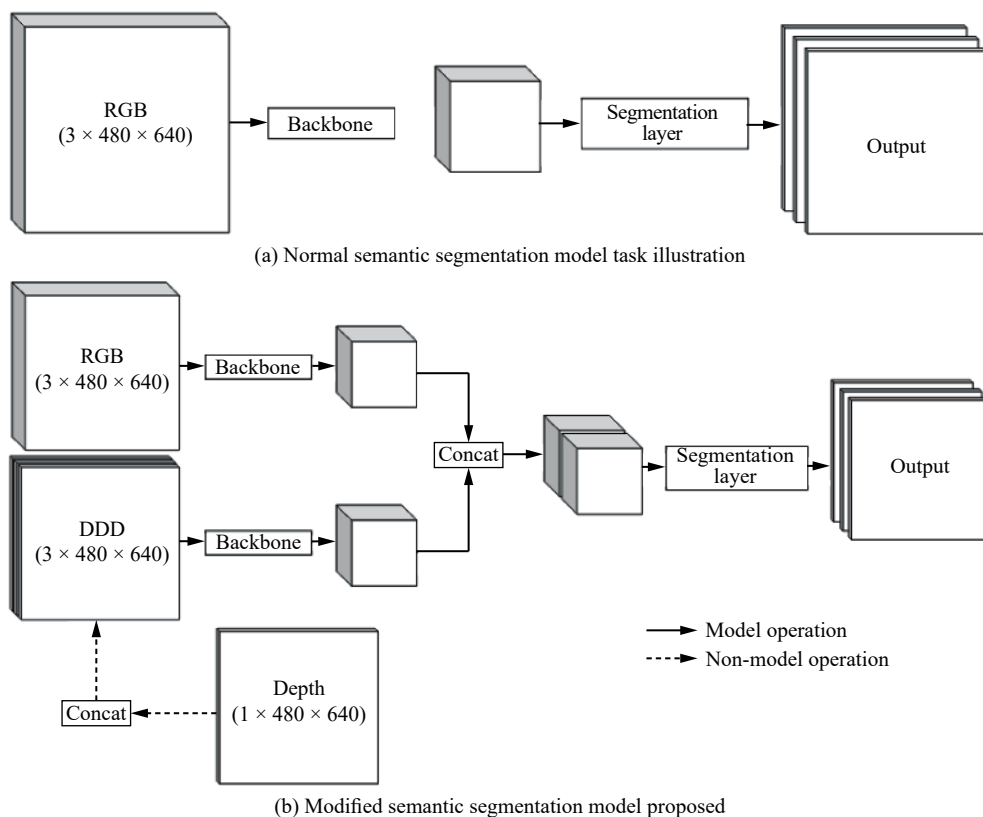 RGB
(3 × 480 × 640)
Backbone
Segmentation
layer
Output
(a) Normal semantic segmentation model task illustration
RGB
(3 × 480 × 640)
Backbone
DDD
(3 × 480 × 640)
Backbone
Concat
Segmentation
layer
Output
Depth
(1 × 480 × 640)
Concat
Model operation
Non-model operation
(b) Modified semantic segmentation model proposed